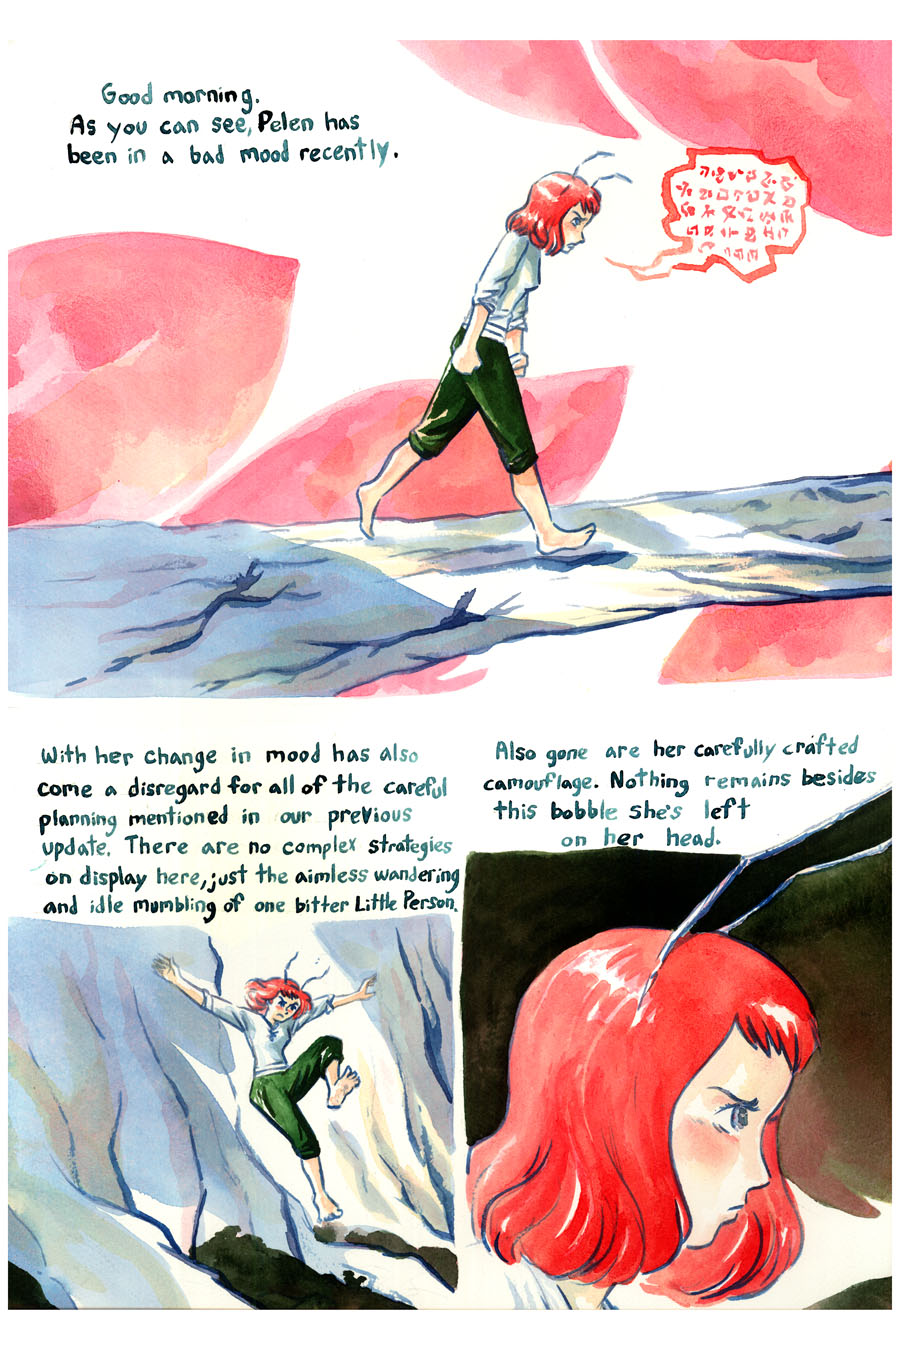 Good morning.
As you can see, Pelen has
been in a bad mood recently.
With her change in mood has also
come a disregard for all of the careful
planning mentioned in our previous
update. There are no complex strategies
on display here, just the aimless wandering
and idle mumbling of one bitter Little Person.
Also gone are her carefully crafted
camouflage. Nothing remains besides
this bobble she's left
on her head.